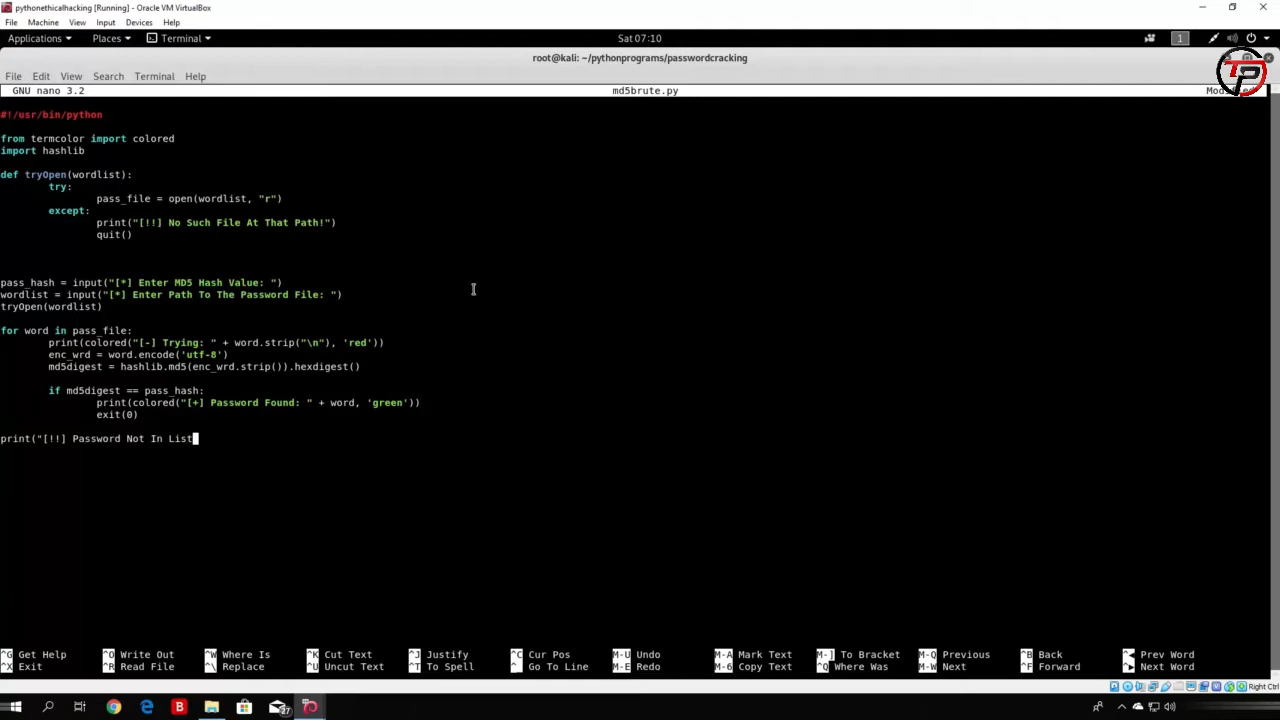 pythonethicalhacking [Running] - Oracle VM VirtualBox
File Machine View Input Devices Help
Applications Places Terminal Sat 07:10 1
root@kali: ~/pythonprograms/passwordcracking
TP
File Edit View Search Terminal Help
GNU nano 3.2 md5brute.py
#!/usr/bin/python
from termcolor import colored
import hashlib
def tryOpen(wordlist):
try:
pass_file = open(wordlist, "r")
except:
print("[!!] No Such File At That Path!")
quit()
pass_hash = input("[*] Enter MD5 Hash Value: ")
wordlist = input("[*] Enter Path To The Password File: ")
tryOpen(wordlist)
for word in pass_file:
print(colored("[-] Trying: " + word.strip("\n"), 'red'))
enc_wrd = word.encode('utf-8')
md5digest = hashlib.md5(enc_wrd.strip()).hexdigest()
if md5digest == pass_hash:
print(colored("[+] Password Found: " + word, 'green'))
exit(0)
print("[!!] Password Not In List
^G Get Help ^O Write Out ^W Where Is ^K Cut Text ^J Justify ^C Cur Pos M-U Undo M-A Mark Text M-] To Bracket M-Q Previous ^B Back ^◀ Prev Word
^X Exit ^R Read File ^\ Replace ^U Uncut Text ^T To Spell ^_ Go To Line M-E Redo M-6 Copy Text ^Q Where Was M-W Next ^F Forward ^▶ Next Word
Right Ctrl
B 27